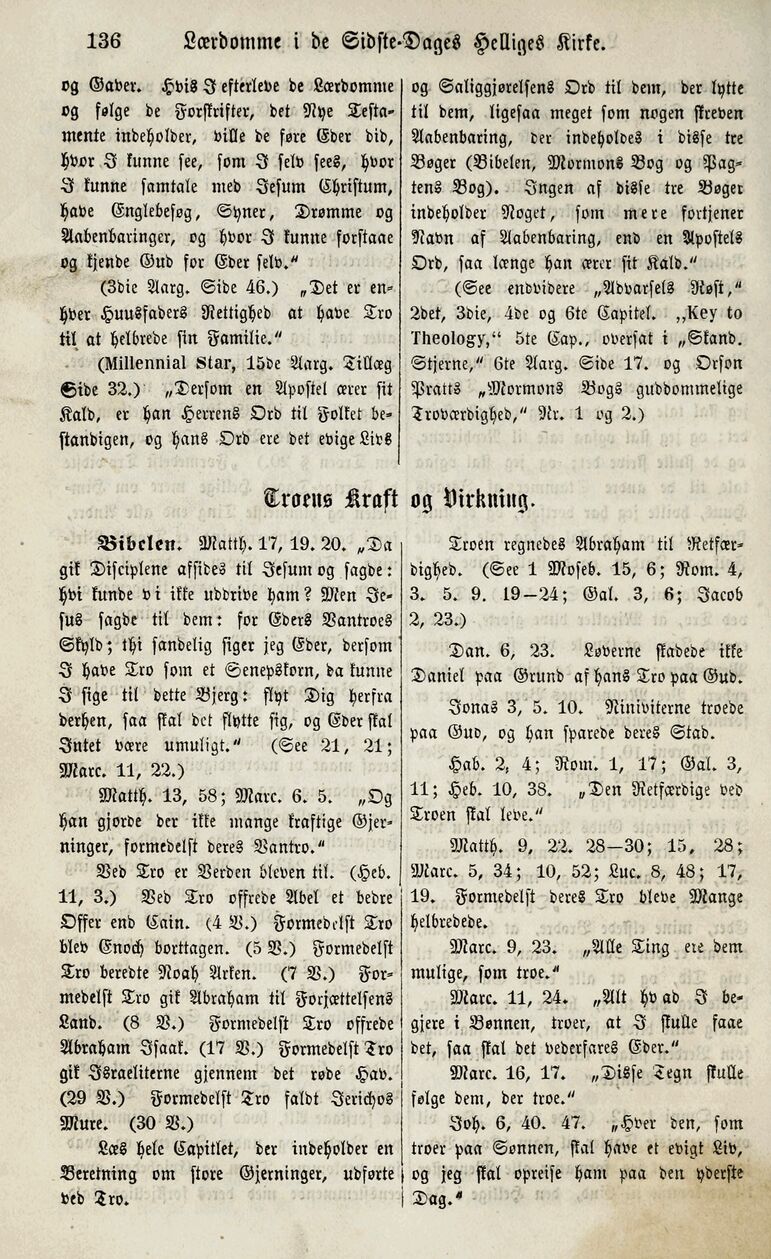 136 Lærdomme i de Sidste-Dages Helliges Kirke.
og Gaver. Hvis I efterleve de Lærdomme
og følge de Forskrifter, det Nye Testa-
mente indeholder, ville de føre Eder did,
hvor I kunne see, som I selv sees, hvor
I kunne samtale med Jesum Christum,
have Englebesøg, Syner, Drømme og
Aabenbaringer, og hvor I kunne forstaae
og kjende Gud for Eder selv.“
(3die Aarg. Side 46.) „Det er en-
hver Huusfaders Rettighed at have Tro
til at helbrede sin Familie.“
(Millennial Star, 15de Aarg. Tillæg
Side 32.) „Dersom en Apostel ærer sit
Kald, er han Herrens Ord til Folket be-
standigen, og hans Ord ere det evige Livs
og Saliggjørelsens Ord til dem, der lytte
til dem, ligesaa meget som nogen skreven
Aabenbaring, der indeholdes i disse tre
Bøger (Bibelen, Mormons Bog og Pag-
tens Bog). Ingen af disse tre Bøger
indeholder Noget, som mere fortjener
Navn af Aabenbaring, end en Apostels
Ord, saa længe han ærer sit Kald.“
(See endvidere „Advarsels Røst,“
2det, 3die, 4de og 6te Capitel. „Key to
Theology,“ 5te Cap., oversat i „Skand.
Stjerne,“ 6te Aarg. Side 17. og Orson
Pratts „Mormons Bogs guddommelige
Troværdighed,“ Nr. 1 og 2.)
Troens Kraft og Virkning.
Bibelen. Matth. 17, 19. 20. „Da
gik Disciplene affides til Jesum og sagde:
hvi kunde vi ikke uddrive ham? Men Je-
sus sagde til dem: for Eders Vantroes
Skyld; thi sandelig siger jeg Eder, dersom
I have Tro som et Senepskorn, da kunne
I sige til dette Bjerg: flyt Dig herfra
derhen, saa skal det flytte sig, og Eder skal
Intet være umuligt.“ (See 21, 21;
Marc. 11, 22.)
Matth. 13, 58; Marc. 6. 5. „Og
han gjorde der ikke mange kraftige Gjer-
ninger, formedelst deres Vantro.“
Ved Tro er Verden bleven til. (Heb.
11, 3.) Ved Tro offrede Abel et bedre
Offer end Cain. (4 V.) Formedelst Tro
blev Enoch borttagen. (5 V.) Formedelst
Tro beredte Noah Arken. (7 V.) For-
medelst Tro gik Abraham til Forjættelsens
Land. (8 V.) Formedelst Tro offrede
Abraham Isaak. (17 V.) Formedelst Tro
gik Israeliterne gjennem det røde Hav.
(29 V.) Formedelst Tro faldt Jerichos
Mure. (30 V.)
Læs hele Capitlet, der indeholder en
Beretning om store Gjerninger, udførte
ved Tro.
Troen regnedes Abraham til Retfær-
dighed. (See 1 Moseb. 15, 6; Rom. 4,
3. 5. 9. 19—24; Gal. 3, 6; Jacob
2, 23.)
Dan. 6, 23. Løverne skadede ikke
Daniel paa Grund af hans Tro paa Gud.
Jonas 3, 5. 10. Niniviterne troede
paa Gud, og han sparede deres Stad.
Hab. 2, 4; Rom. 1, 17; Gal. 3,
11; Heb. 10, 38. „Den Retfærdige ved
Troen skal leve.“
Matth. 9, 22. 28—30; 15, 28;
Marc. 5, 34; 10, 52; Luc. 8, 48; 17,
19. Formedelst deres Tro bleve Mange
helbredede.
Marc. 9, 23. „Alle Ting ere dem
mulige, som troe.“
Marc. 11, 24. „Alt hvad I be-
gjere i Bønnen, troer, at I skulle faae
det, saa skal det vederfares Eder.“
Marc. 16, 17. „Disse Tegn skulle
følge dem, der troe.“
Joh. 6, 40. 47. „Hver den, som
troer paa Sønnen, skal have et evigt Liv,
og jeg skal opreise ham paa den yderste
Dag.“